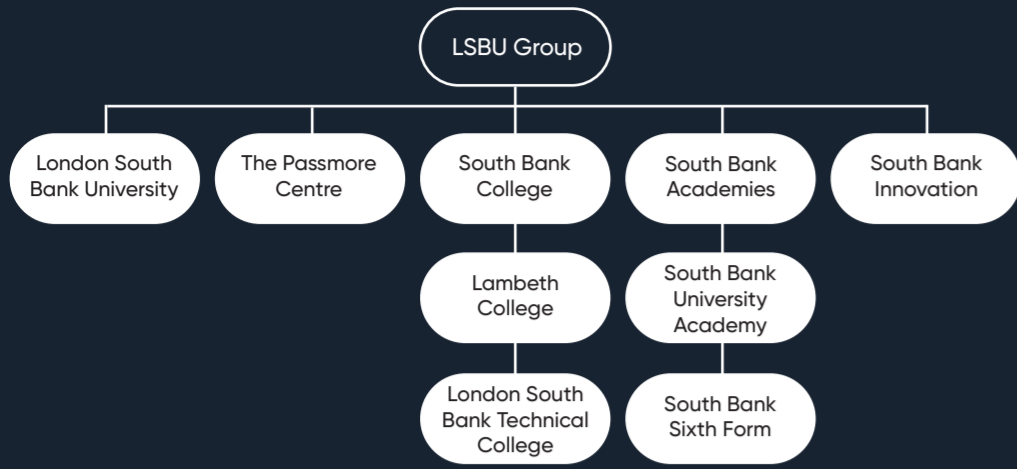 LSBU Group
London South
Bank University
The Passmore
Centre
South Bank
College
South Bank
Academies
South Bank
Innovation
Lambeth
College
South Bank
University
Academy
London South
Bank Technical
College
South Bank
Sixth Form